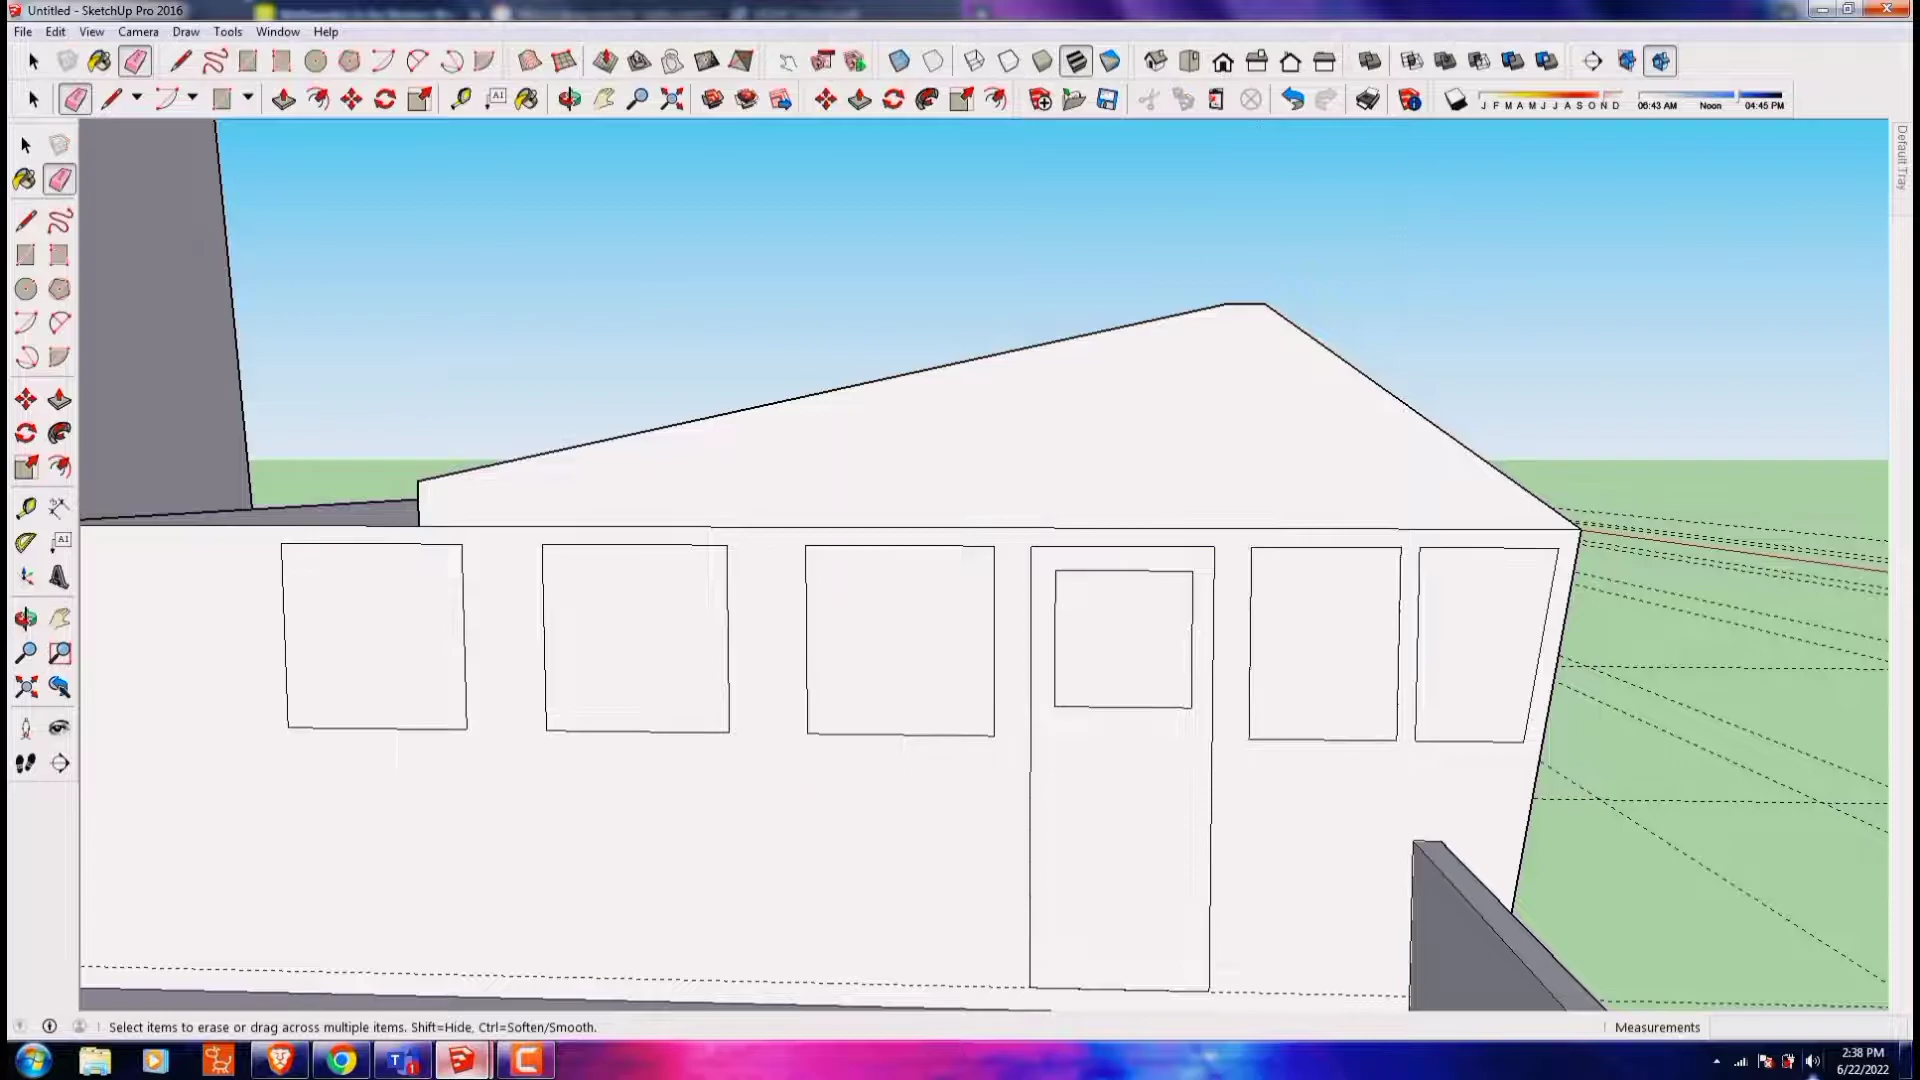 Untitled - SketchUp Pro 2016
File Edit View Camera Draw Tools Window Help
J F M A M J J A S O N D
06:43 AM Noon 04:45 PM
Default Tray
Select items to erase or drag across multiple items. Shift=Hide, Ctrl=Soften/Smooth.
Measurements
2:38 PM
6/22/2022